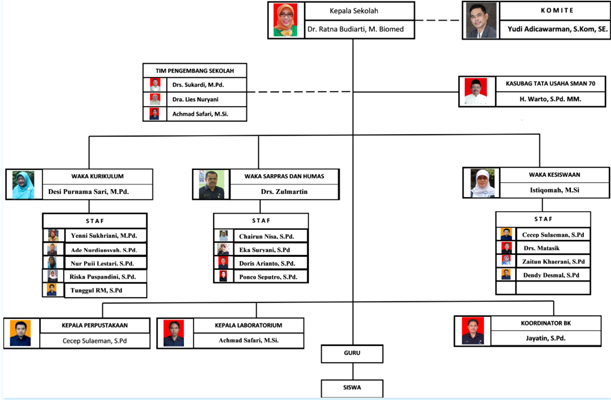 Kepala Sekolah
Dr. Ratna Budiarti, M. Biomed
K O M I T E
Yudi Adicawarman, S.Kom, SE.
TIM PENGEMBANG SEKOLAH
Drs. Sukardi, M.Pd.
Dra. Lies Nuryani
Achmad Safari, M.Si.
KASUBAG TATA USAHA SMAN 70
H. Warto, S.Pd. MM.
WAKA KURIKULUM
Desi Purnama Sari, M.Pd.
WAKA SARPRAS DAN HUMAS
Drs. Zulmartin
WAKA KESISWAAN
Istiqomah, M.Si
S T A F
Yenni Sukhriani, M.Pd.
Ade Nurdiansyah, S.Pd.
Nur Puji Lestari. S.Pd.
Riska Puspandini, S.Pd.
Tunggul RM, S.Pd
S T A F
Chairun Nisa, S.Pd.
Eka Suryani, S.Pd
Doris Arianto, S.Pd.
Ponco Seputro, S.Pd.
S T A F
Cecep Sulaeman, S.Pd
Drs. Matasik
Zaitun Khaerani, S.Pd
Dendy Desmal, S.Pd
KEPALA PERPUSTAKAAN
Cecep Sulaeman, S.Pd
KEPALA LABORATORIUM
Achmad Safari, M.Si.
KOORDINATOR BK
Jayatin, S.Pd.
GURU
SISWA